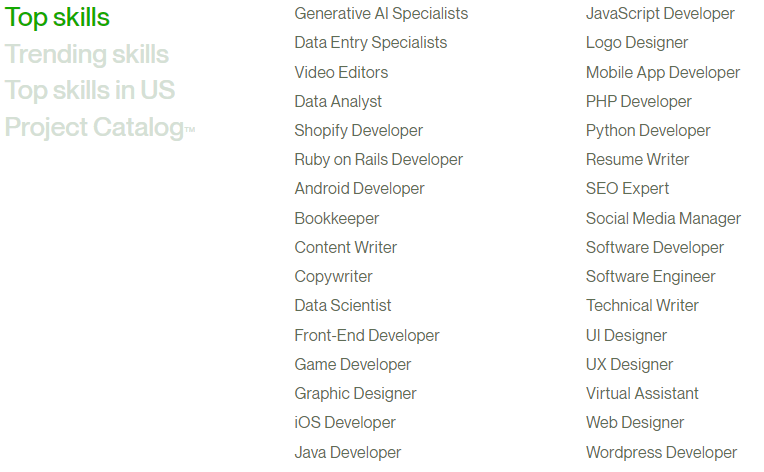 Top skills
Trending skills
Top skills in US
Project Catalog™
Generative AI Specialists
Data Entry Specialists
Video Editors
Data Analyst
Shopify Developer
Ruby on Rails Developer
Android Developer
Bookkeeper
Content Writer
Copywriter
Data Scientist
Front-End Developer
Game Developer
Graphic Designer
iOS Developer
Java Developer
JavaScript Developer
Logo Designer
Mobile App Developer
PHP Developer
Python Developer
Resume Writer
SEO Expert
Social Media Manager
Software Developer
Software Engineer
Technical Writer
UI Designer
UX Designer
Virtual Assistant
Web Designer
Wordpress Developer